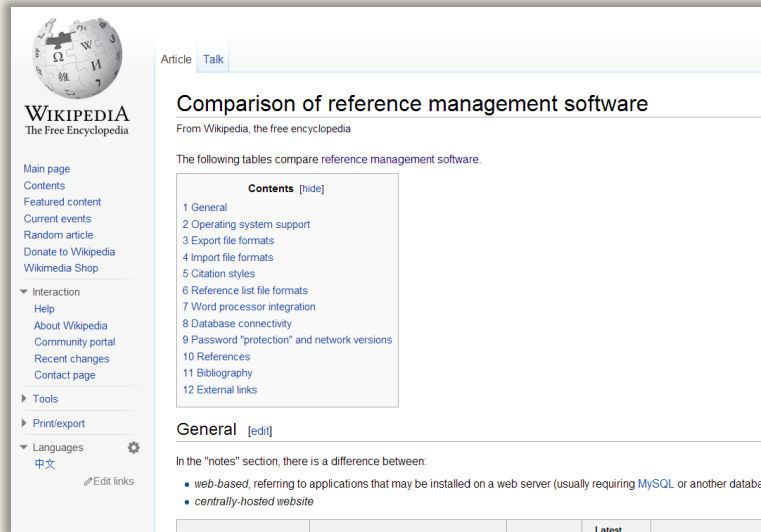 WIKIPEDIA
The Free Encyclopedia
Main page
Contents
Featured content
Current events
Random article
Donate to Wikipedia
Wikimedia Shop
Interaction
Help
About Wikipedia
Community portal
Recent changes
Contact page
Tools
Print/export
Languages
中文
Edit links
Article Talk
Comparison of reference management software
From Wikipedia, the free encyclopedia
The following tables compare reference management software.
Contents [hide]
1 General
2 Operating system support
3 Export file formats
4 Import file formats
5 Citation styles
6 Reference list file formats
7 Word processor integration
8 Database connectivity
9 Password "protection" and network versions
10 References
11 Bibliography
12 External links
General [edit]
In the "notes" section, there is a difference between:
• web-based, referring to applications that may be installed on a web server (usually requiring MySQL or another databa
• centrally-hosted website
Latest